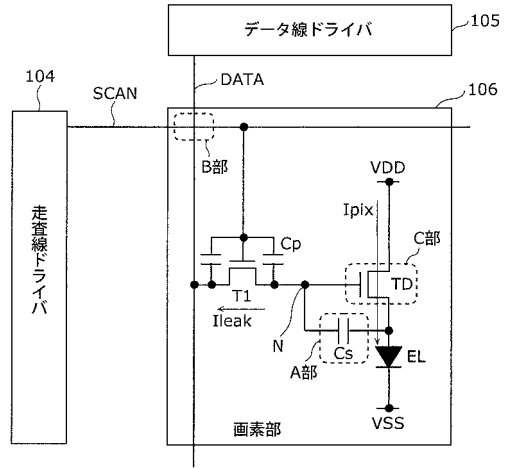 データ線ドライバ
105
104
SCAN
DATA
106
B部
VDD
Ipix
C部
走査線ドライバ
Cp
TD
T1
Ileak
N
Cs
A部
EL
VSS
画素部